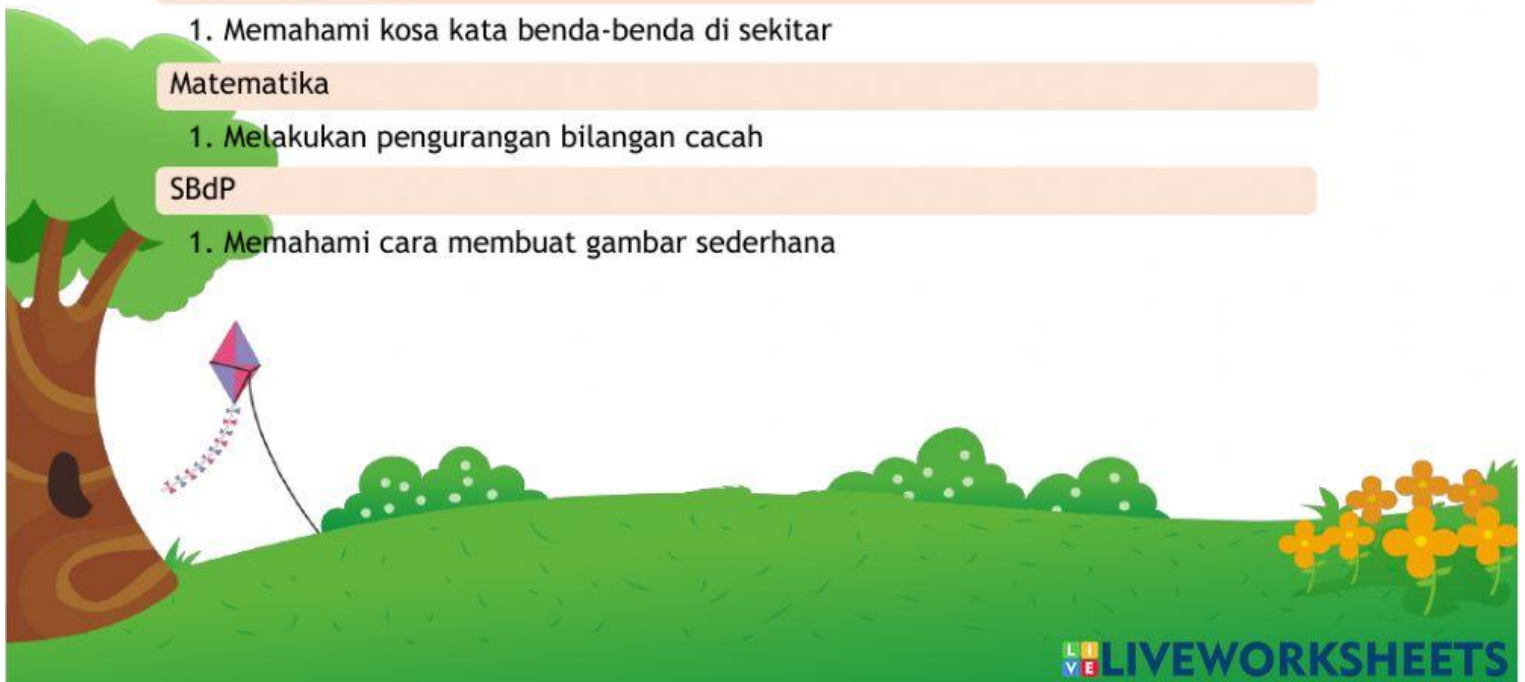 1. Memahami kosa kata benda-benda di sekitar
Matematika
1. Melakukan pengurangan bilangan cacah
SBdP
1. Memahami cara membuat gambar sederhana
LIVE LIVEWORKSHEETS